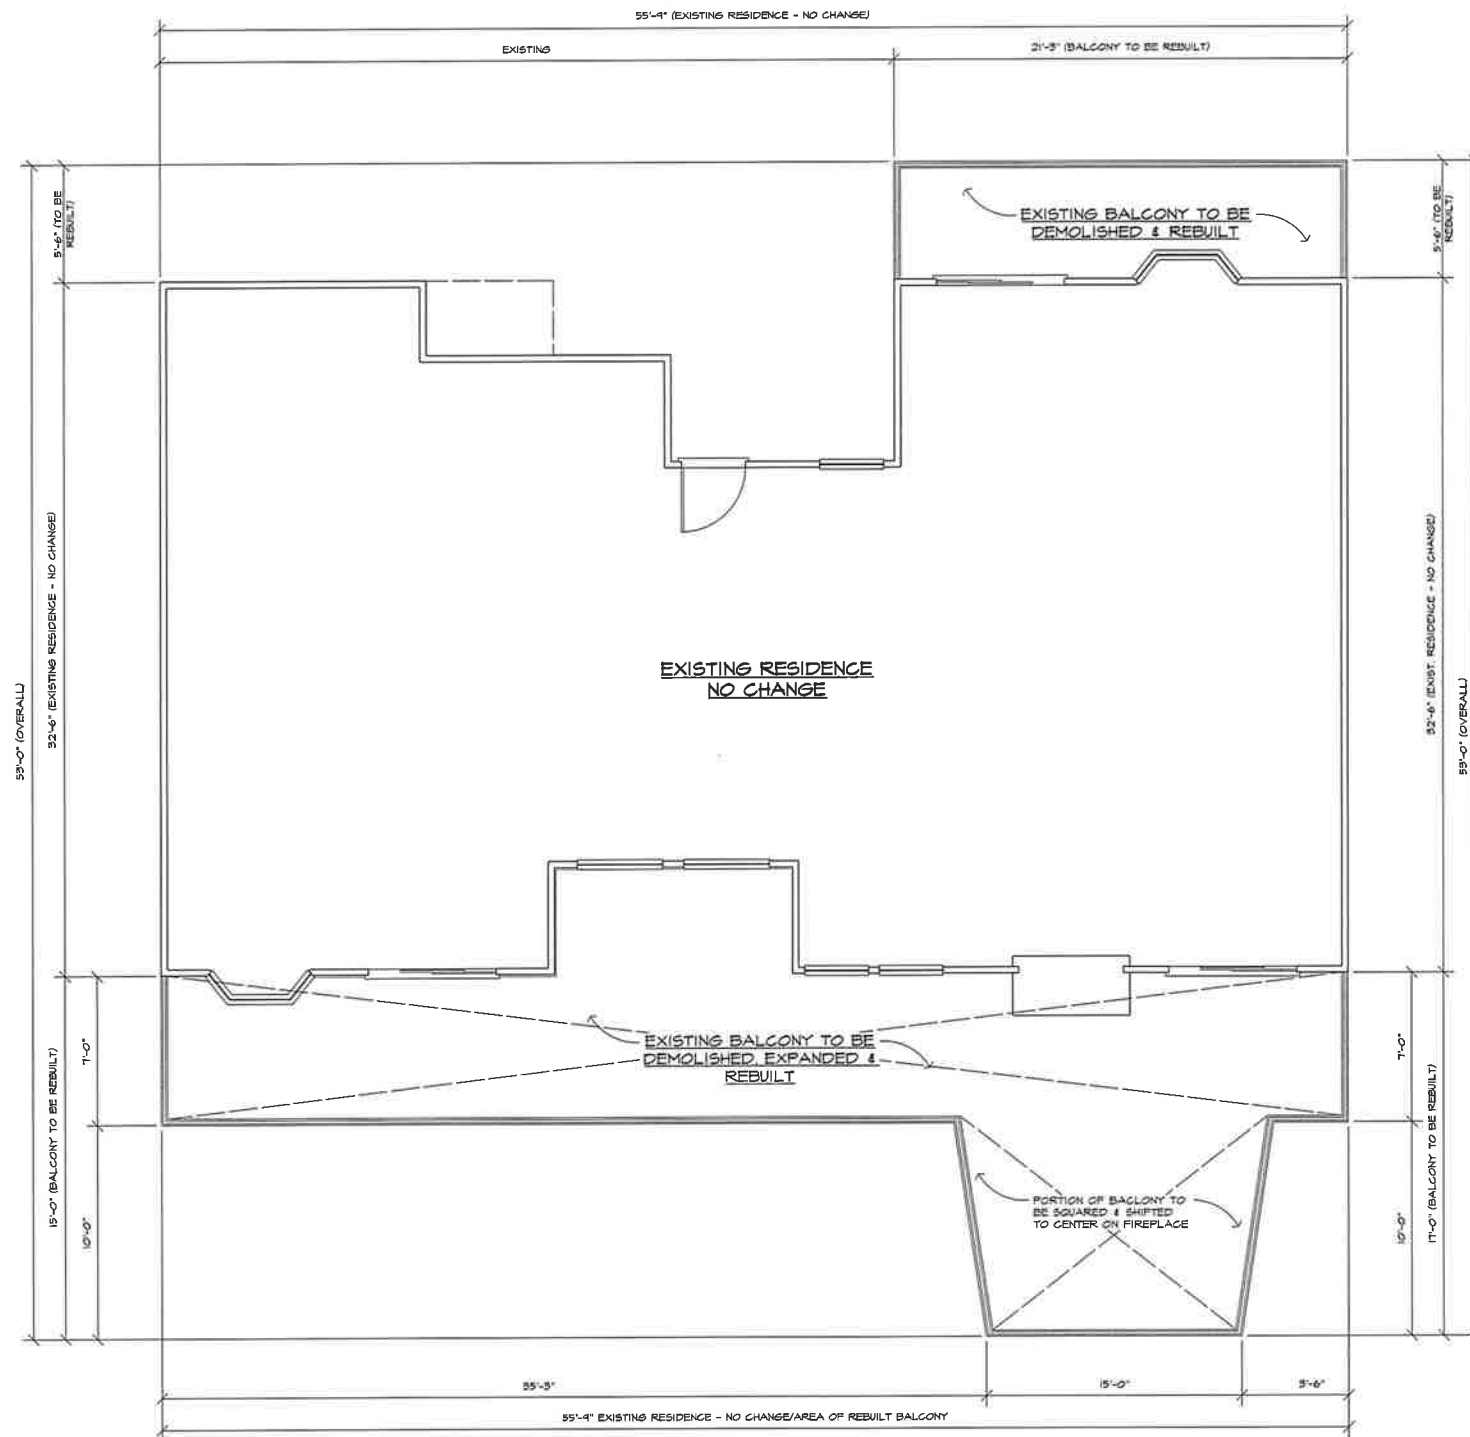 55'-9" (EXISTING RESIDENCE - NO CHANGE)
EXISTING
21'-3" (BALCONY TO BE REBUILT)
5'-6" (TO BE
REBUILT)
EXISTING BALCONY TO BE
DEMOLISHED & REBUILT
5'-6" (TO BE
REBUILT)
32'-6" (EXISTING RESIDENCE - NO CHANGE)
32'-6" (EXIST. RESIDENCE - NO CHANGE)
EXISTING RESIDENCE
NO CHANGE
53'-0" (OVERALL)
53'-0" (OVERALL)
EXISTING BALCONY TO BE
DEMOLISHED, EXPANDED &
REBUILT
7'-0"
7'-0"
15'-0" (BALCONY TO BE REBUILT)
17'-0" (BALCONY TO BE REBUILT)
PORTION OF BACLONY TO
BE SQUARED & SHIFTED
TO CENTER ON FIREPLACE
10'-0"
10'-0"
35'-3"
15'-0"
3'-6"
55'-9" EXISTING RESIDENCE - NO CHANGE/AREA OF REBUILT BALCONY